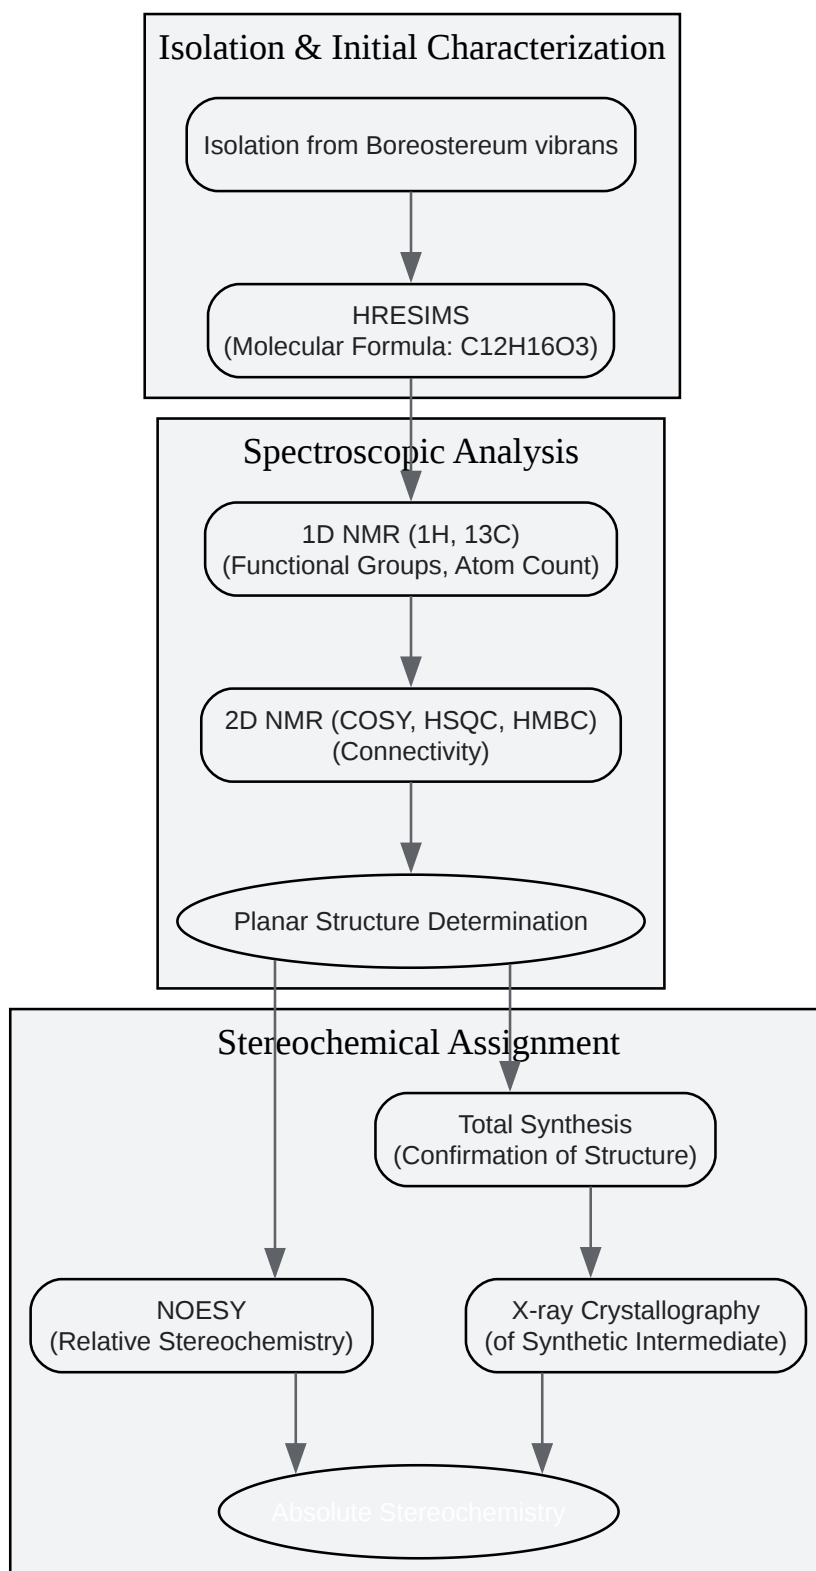 Isolation & Initial Characterization
Isolation from Boreostereum vibrans
HRESIMS
(Molecular Formula: C12H16O3)
Spectroscopic Analysis
1D NMR (1H, 13C)
(Functional Groups, Atom Count)
2D NMR (COSY, HSQC, HMBC)
(Connectivity)
Planar Structure Determination
Stereochemical Assignment
Total Synthesis
(Confirmation of Structure)
NOESY
(Relative Stereochemistry)
X-ray Crystallography
(of Synthetic Intermediate)
Absolute Stereochemistry